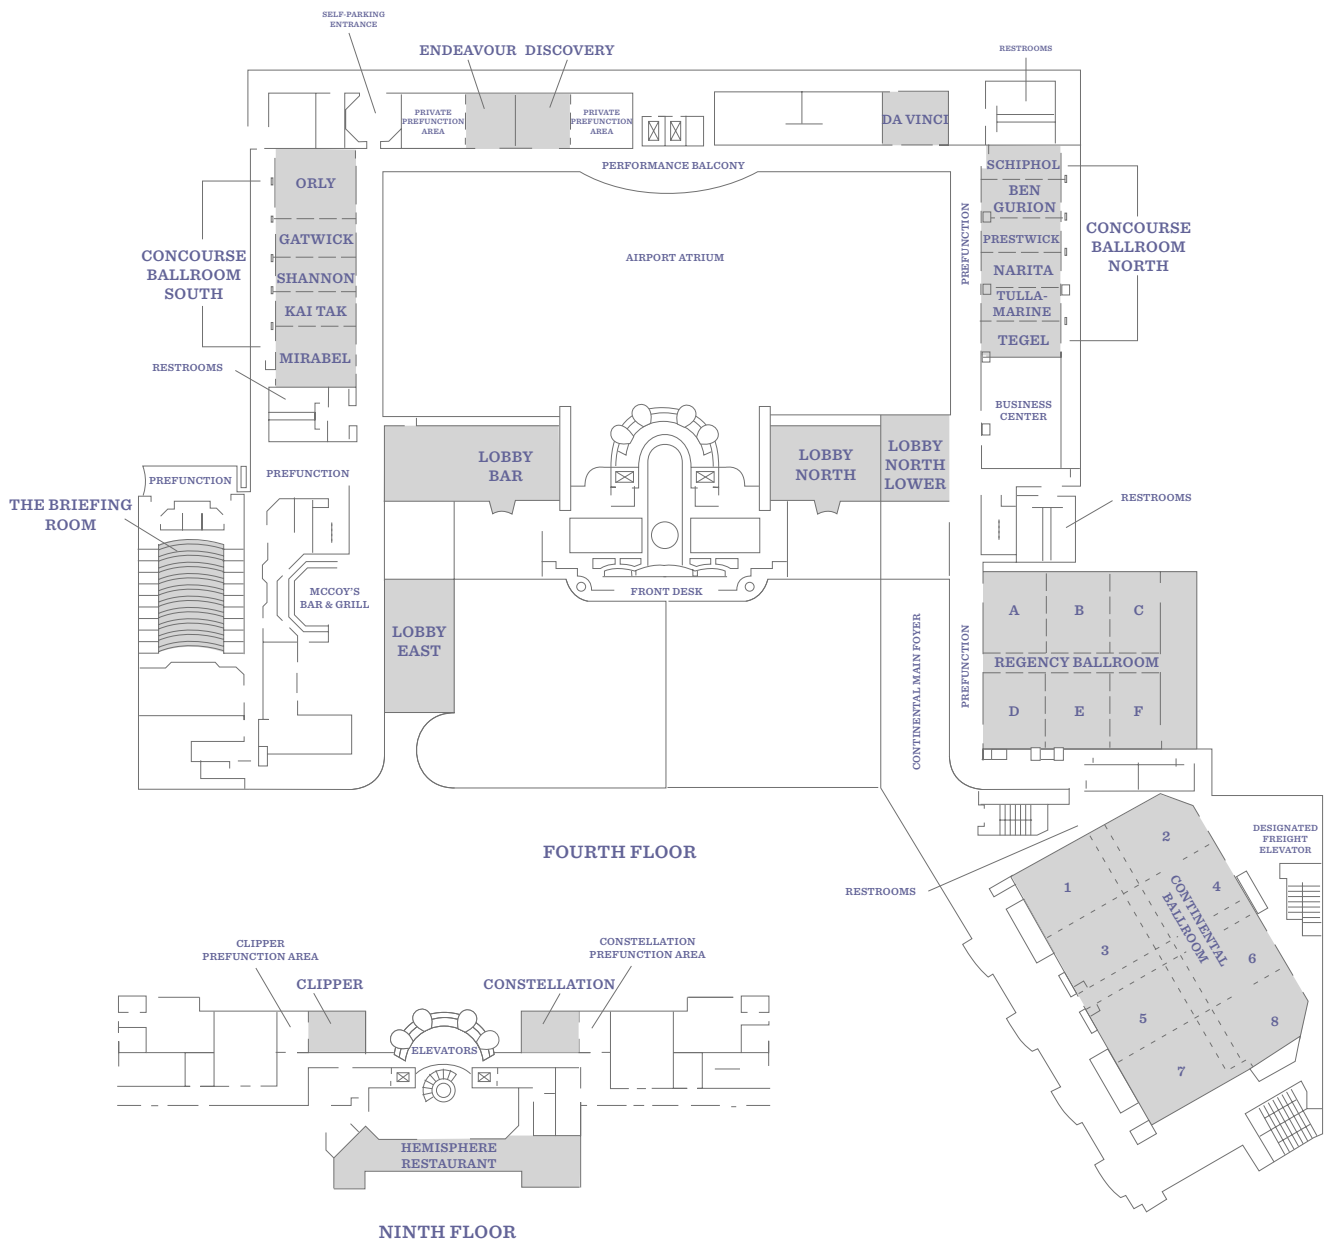 SELF-PARKING
ENTRANCE
ENDEAVOUR DISCOVERY
RESTROOMS
PRIVATE
PREFUNCTION
AREA
PRIVATE
PREFUNCTION
AREA
DA VINCI
PERFORMANCE BALCONY
ORLY
GATWICK
SHANNON
KAI TAK
MIRABEL
CONCOURSE
BALLROOM
SOUTH
RESTROOMS
AIRPORT ATRIUM
PREFUNCTION
SCHIPHOL
BEN
GURION
PRESTWICK
NARITA
TULLA-
MARINE
TEGEL
CONCOURSE
BALLROOM
NORTH
BUSINESS
CENTER
LOBBY
BAR
LOBBY
NORTH
LOBBY
NORTH
LOWER
PREFUNCTION
PREFUNCTION
THE BRIEFING
ROOM
RESTROOMS
MCCOY'S
BAR & GRILL
FRONT DESK
LOBBY
EAST
CONTINENTAL MAIN FOYER
PREFUNCTION
A
B
C
REGENCY BALLROOM
D
E
F
FOURTH FLOOR
RESTROOMS
DESIGNATED
FREIGHT
ELEVATOR
1
2
3
4
CONTINENTAL
BALLROOM
5
6
7
8
CLIPPER
PREFUNCTION AREA
CONSTELLATION
PREFUNCTION AREA
CLIPPER
CONSTELLATION
ELEVATORS
HEMISPHERE
RESTAURANT
NINTH FLOOR